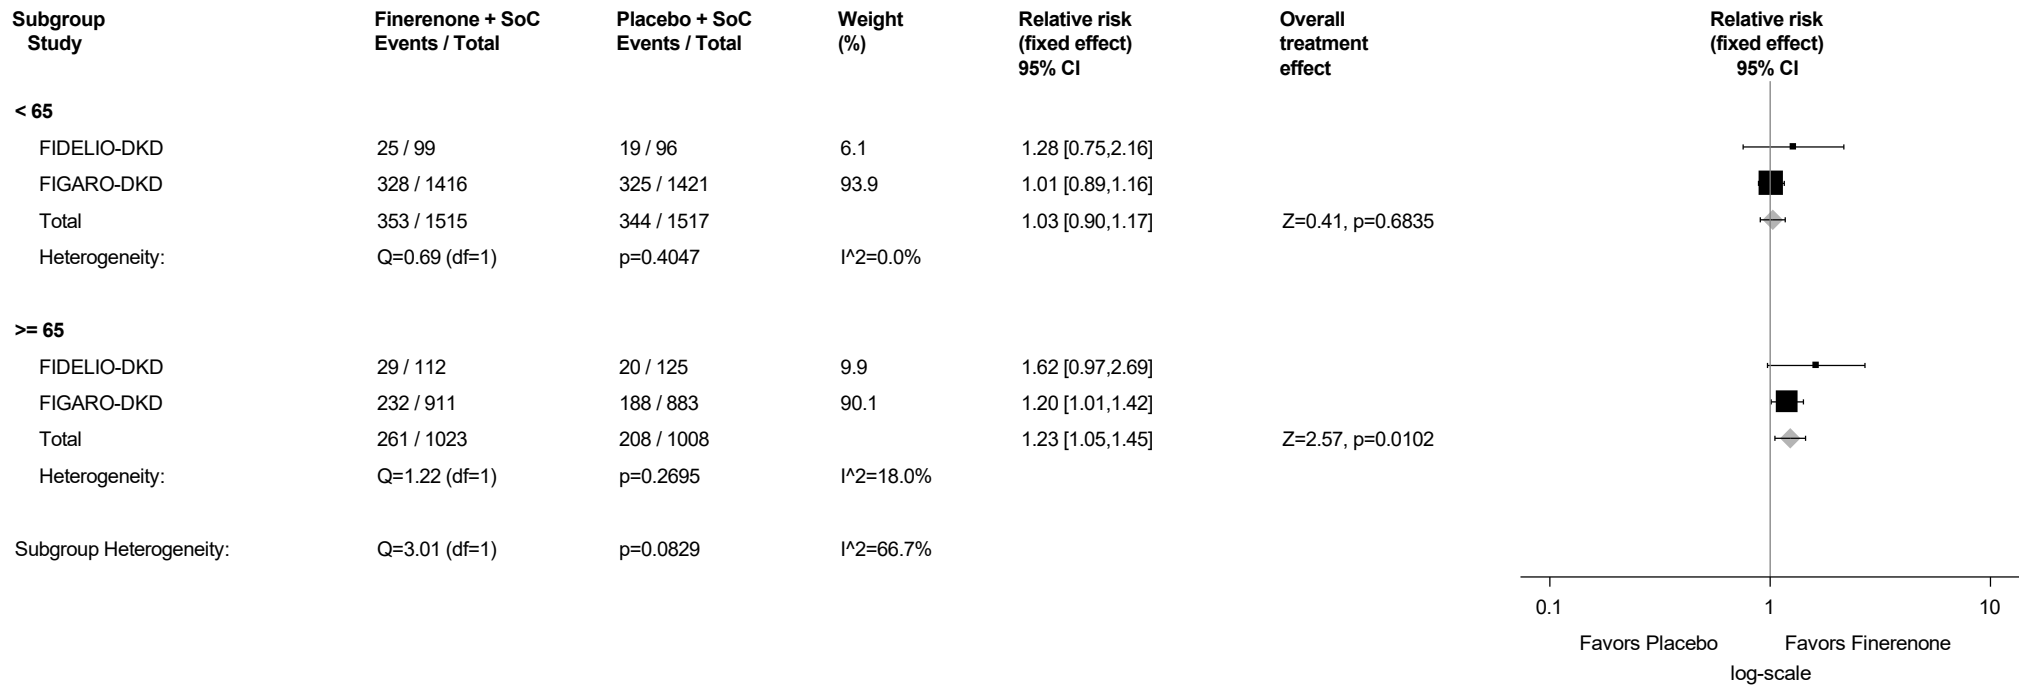 Subgroup Finerenone + SoC Placebo + SoC Weight Relative risk Overall Relative risk
Study Events / Total Events / Total (%) (fixed effect) treatment (fixed effect)
95% CI effect 95% CI
< 65
FIDELIO-DKD 25 / 99 19 / 96 6.1 1.28 [0.75,2.16]
FIGARO-DKD 328 / 1416 325 / 1421 93.9 1.01 [0.89,1.16]
Total 353 / 1515 344 / 1517 1.03 [0.90,1.17] Z=0.41, p=0.6835
Heterogeneity: Q=0.69 (df=1) p=0.4047 I^2=0.0%
>= 65
FIDELIO-DKD 29 / 112 20 / 125 9.9 1.62 [0.97,2.69]
FIGARO-DKD 232 / 911 188 / 883 90.1 1.20 [1.01,1.42]
Total 261 / 1023 208 / 1008 1.23 [1.05,1.45] Z=2.57, p=0.0102
Heterogeneity: Q=1.22 (df=1) p=0.2695 I^2=18.0%
Subgroup Heterogeneity: Q=3.01 (df=1) p=0.0829 I^2=66.7%
0.1 1 10
Favors Placebo Favors Finerenone
log-scale